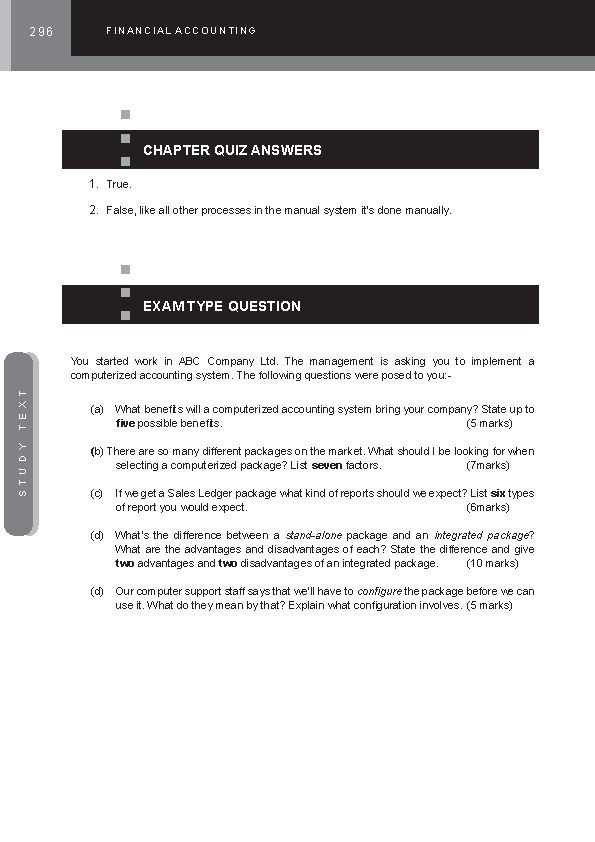 296
FINANCIAL ACCOUNTING
CHAPTER QUIZ ANSWERS
1. True.
2. False, like all other processes in the manual system it's done manually.
EXAM TYPE QUESTION
You started work in ABC Company Ltd. The management is asking you to implement a
computerized accounting system. The following questions were posed to you:-
(a) What benefits will a computerized accounting system bring your company? State up to
five possible benefits. (5 marks)
(b) There are so many different packages on the market. What should I be looking for when
selecting a computerized package? List seven factors. (7marks)
(c) If we get a Sales Ledger package what kind of reports should we expect? List six types
of report you would expect. (6marks)
(d) What's the difference between a stand-alone package and an integrated package?
What are the advantages and disadvantages of each? State the difference and give
two advantages and two disadvantages of an integrated package. (10 marks)
(d) Our computer support staff says that we'll have to configure the package before we can
use it. What do they mean by that? Explain what configuration involves. (5 marks)
STUDY TEXT